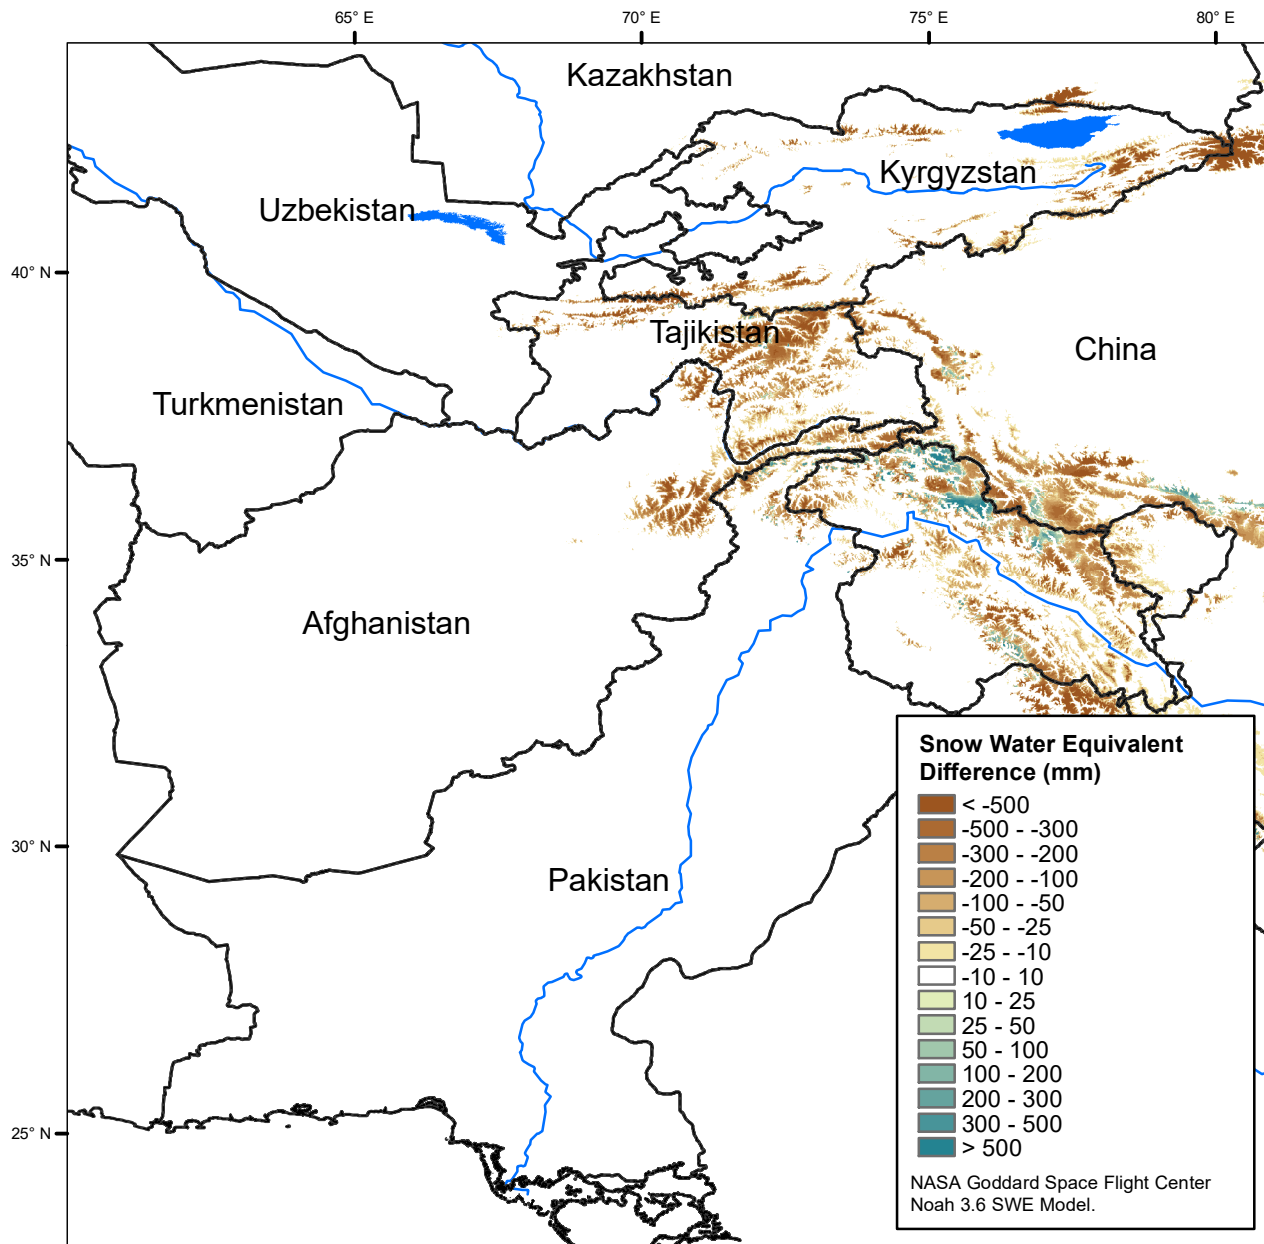 65° E
70° E
75° E
80° E
Kazakhstan
Kyrgyzstan
Uzbekistan
40° N
Tajikistan
China
Turkmenistan
35° N
Afghanistan
Snow Water Equivalent
Difference (mm)
< -500
-500 - -300
-300 - -200
-200 - -100
-100 - -50
-50 - -25
-25 - -10
-10 - 10
10 - 25
25 - 50
50 - 100
100 - 200
200 - 300
300 - 500
> 500
30° N
Pakistan
25° N
NASA Goddard Space Flight Center
Noah 3.6 SWE Model.